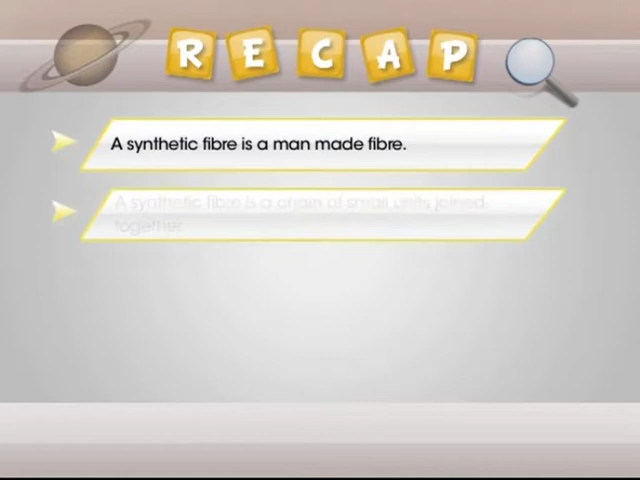 RECAP
A synthetic fibre is a man made fibre.
A synthetic fibre is a chain of small units joined
together.